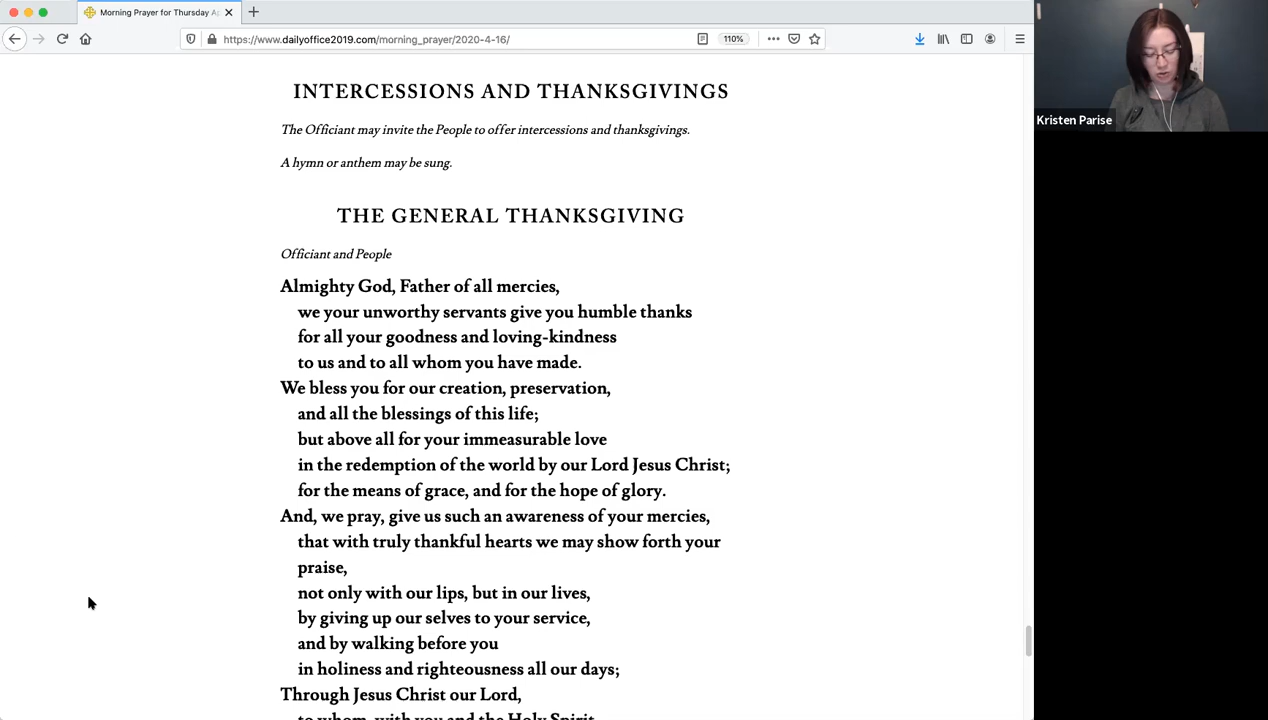 Morning Prayer for Thursday
https://www.dailyoffice2019.com/morning_prayer/2020-4-16/
110%
Kristen Parise
INTERCESSIONS AND THANKSGIVINGS
The Officiant may invite the People to offer intercessions and thanksgivings.
A hymn or anthem may be sung.
THE GENERAL THANKSGIVING
Officiant and People
Almighty God, Father of all mercies,
we your unworthy servants give you humble thanks
for all your goodness and loving-kindness
to us and to all whom you have made.
We bless you for our creation, preservation,
and all the blessings of this life;
but above all for your immeasurable love
in the redemption of the world by our Lord Jesus Christ;
for the means of grace, and for the hope of glory.
And, we pray, give us such an awareness of your mercies,
that with truly thankful hearts we may show forth your
praise,
not only with our lips, but in our lives,
by giving up our selves to your service,
and by walking before you
in holiness and righteousness all our days;
Through Jesus Christ our Lord,
to whom, with you and the Holy Spirit,